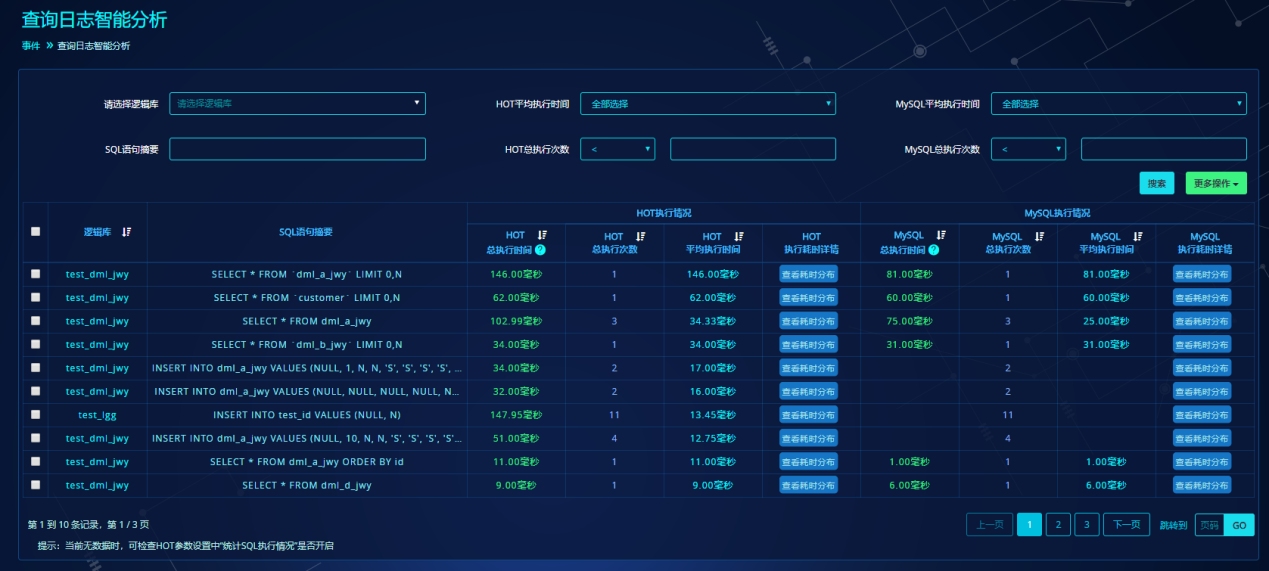 查询日志智能分析
事件 » 查询日志智能分析
请选择逻辑库 请选择逻辑库 HOT平均执行时间 全部选择 MySQL平均执行时间 全部选择
SQL语句摘要 HOT总执行次数 < MySQL总执行次数 <
搜索 更多操作
逻辑库 SQL语句摘要 HOT执行情况 MySQL执行情况
HOT 总执行时间 ? HOT 总执行次数 HOT 平均执行时间 HOT 执行耗时详情 MySQL 总执行时间 ? MySQL 总执行次数 MySQL 平均执行时间 MySQL 执行耗时详情
test_dml_jwy SELECT * FROM `dml_a_jwy` LIMIT 0,N 146.00毫秒 1 146.00毫秒 查看耗时分布 81.00毫秒 1 81.00毫秒 查看耗时分布
test_dml_jwy SELECT * FROM `customer` LIMIT 0,N 62.00毫秒 1 62.00毫秒 查看耗时分布 60.00毫秒 1 60.00毫秒 查看耗时分布
test_dml_jwy SELECT * FROM dml_a_jwy 102.99毫秒 3 34.33毫秒 查看耗时分布 75.00毫秒 3 25.00毫秒 查看耗时分布
test_dml_jwy SELECT * FROM `dml_b_jwy` LIMIT 0,N 34.00毫秒 1 34.00毫秒 查看耗时分布 31.00毫秒 1 31.00毫秒 查看耗时分布
test_dml_jwy INSERT INTO dml_a_jwy VALUES (NULL, 1, N, N, 'S', 'S', 'S', 'S', ... 34.00毫秒 2 17.00毫秒 查看耗时分布 2 查看耗时分布
test_dml_jwy INSERT INTO dml_a_jwy VALUES (NULL, NULL, NULL, NULL, N... 32.00毫秒 2 16.00毫秒 查看耗时分布 2 查看耗时分布
test_lgg INSERT INTO test_id VALUES (NULL, N) 147.95毫秒 11 13.45毫秒 查看耗时分布 11 查看耗时分布
test_dml_jwy INSERT INTO dml_a_jwy VALUES (NULL, 10, N, N, 'S', 'S', 'S', 'S'... 51.00毫秒 4 12.75毫秒 查看耗时分布 4 查看耗时分布
test_dml_jwy SELECT * FROM dml_a_jwy ORDER BY id 11.00毫秒 1 11.00毫秒 查看耗时分布 1.00毫秒 1 1.00毫秒 查看耗时分布
test_dml_jwy SELECT * FROM dml_d_jwy 9.00毫秒 1 9.00毫秒 查看耗时分布 6.00毫秒 1 6.00毫秒 查看耗时分布
第 1 到 10 条记录，第 1 / 3 页 上一页 1 2 3 下一页 跳转到 页码 GO
提示：当前无数据时，可检查HOT参数设置中“统计SQL执行情况”是否开启